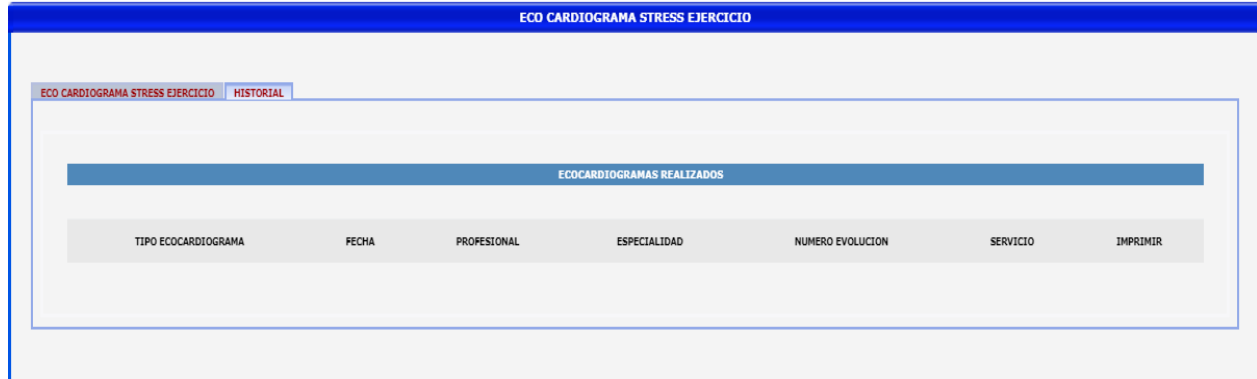 ECO CARDIOGRAMA STRESS EJERCICIO
ECO CARDIOGRAMA STRESS EJERCICIO HISTORIAL
ECOCARDIOGRAMAS REALIZADOS
TIPO ECOCARDIOGRAMA FECHA PROFESIONAL ESPECIALIDAD NUMERO EVOLUCION SERVICIO IMPRIMIR